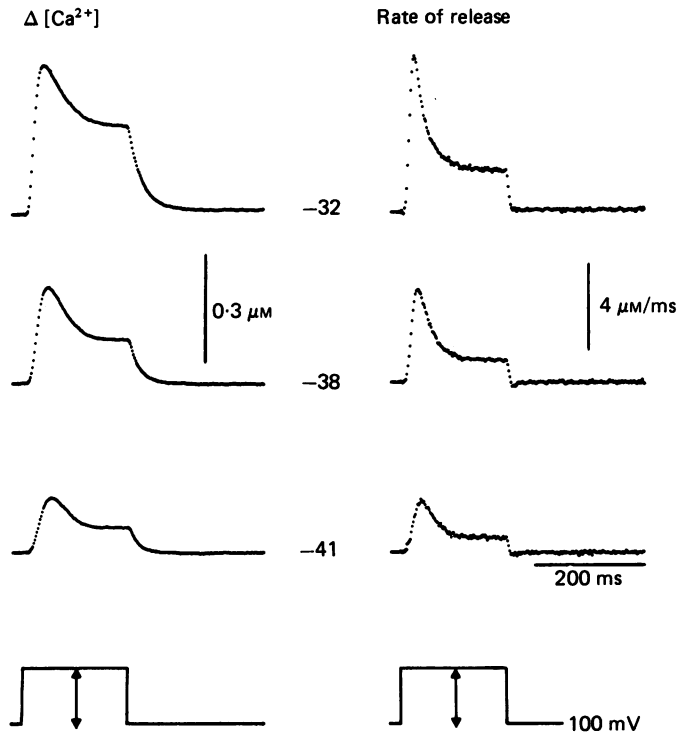 Δ [Ca²⁺]
Rate of release
−32
0·3 μM
4 μM/ms
−38
−41
200 ms
100 mV